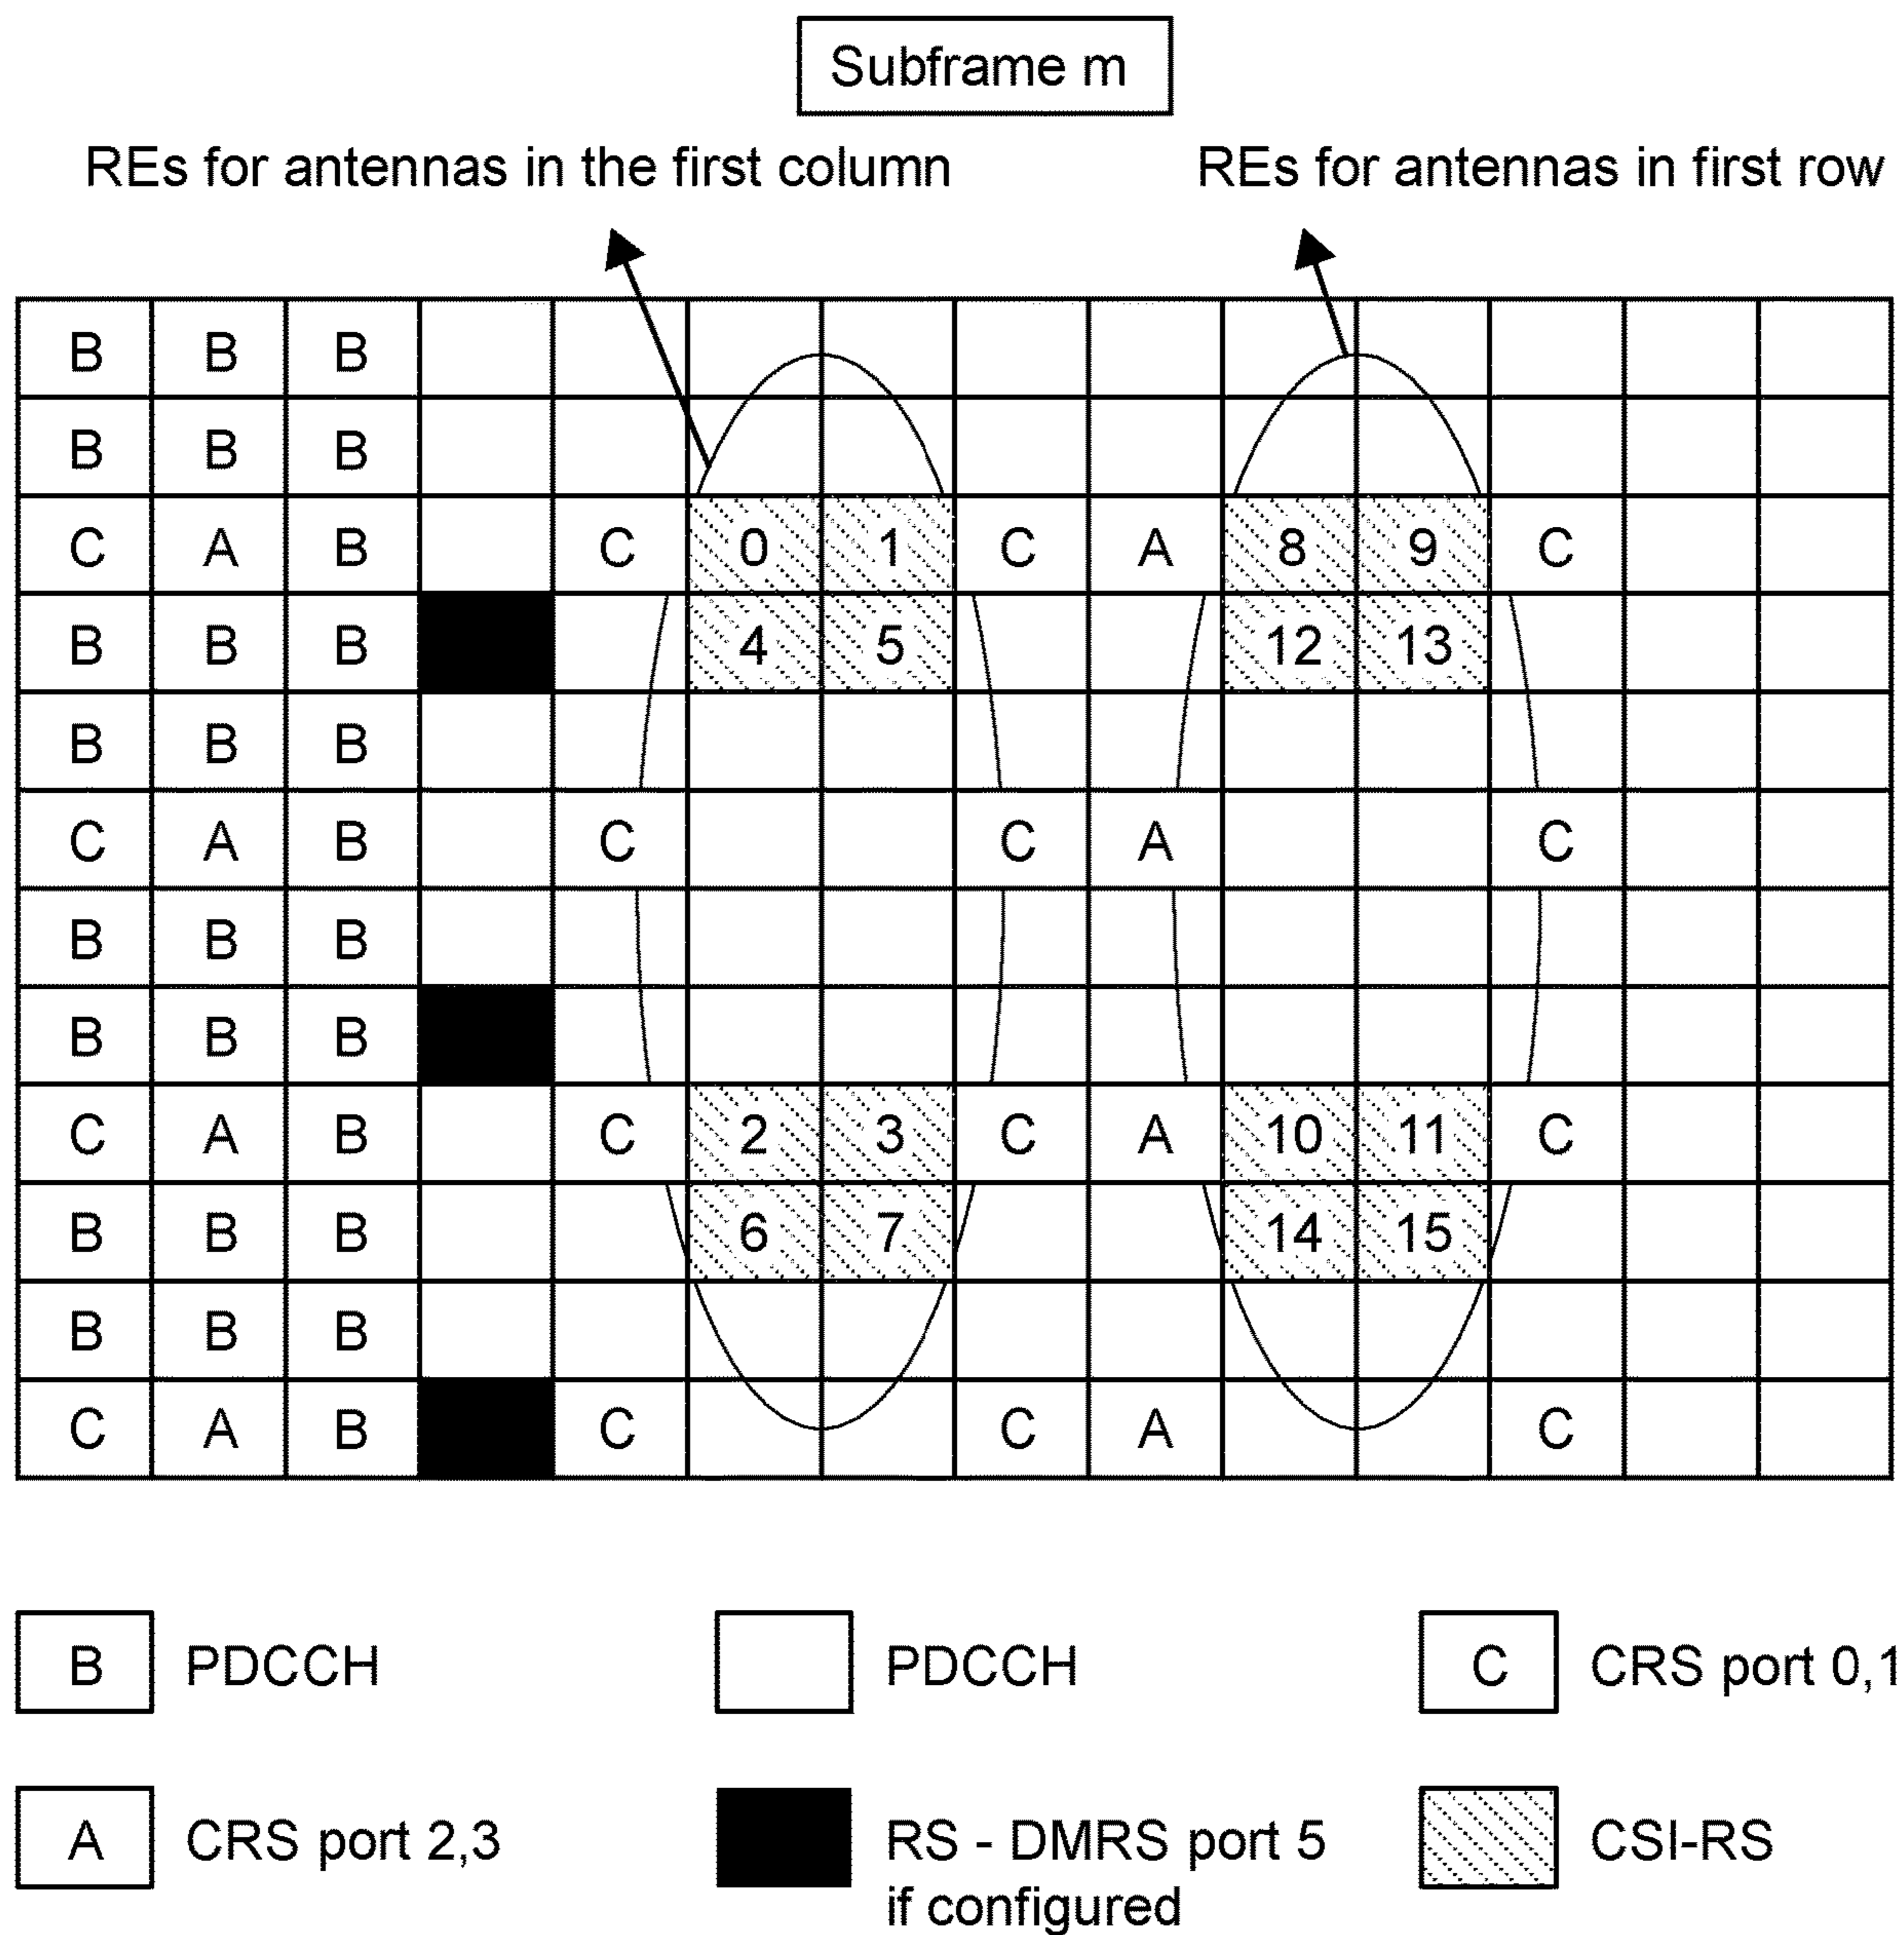 Subframe m
REs for antennas in the first column REs for antennas in first row
B B B
B B B
C A B C 0 1 C A 8 9 C
B B B 4 5 12 13
B B B
C A B C C A C
B B B
B B B
C A B C 2 3 C A 10 11 C
B B B 6 7 14 15
B B B
C A B C C A C
B PDCCH PDCCH C CRS port 0,1
A CRS port 2,3 RS - DMRS port 5 CSI-RS
if configured